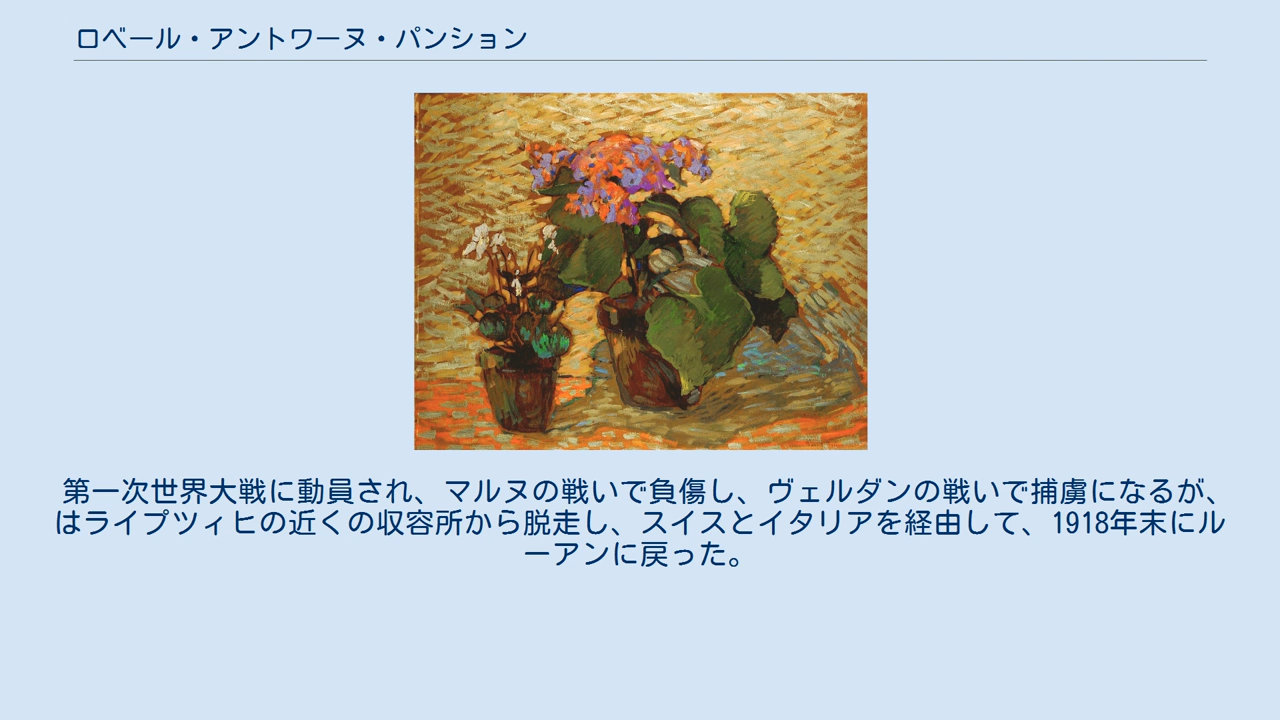 ロベール・アントワーヌ・パンション
第一次世界大戦に動員され、マルヌの戦いで負傷し、ヴェルダンの戦いで捕虜になるが、
はライプツィヒの近くの収容所から脱走し、スイスとイタリアを経由して、1918年末にル
ーアンに戻った。